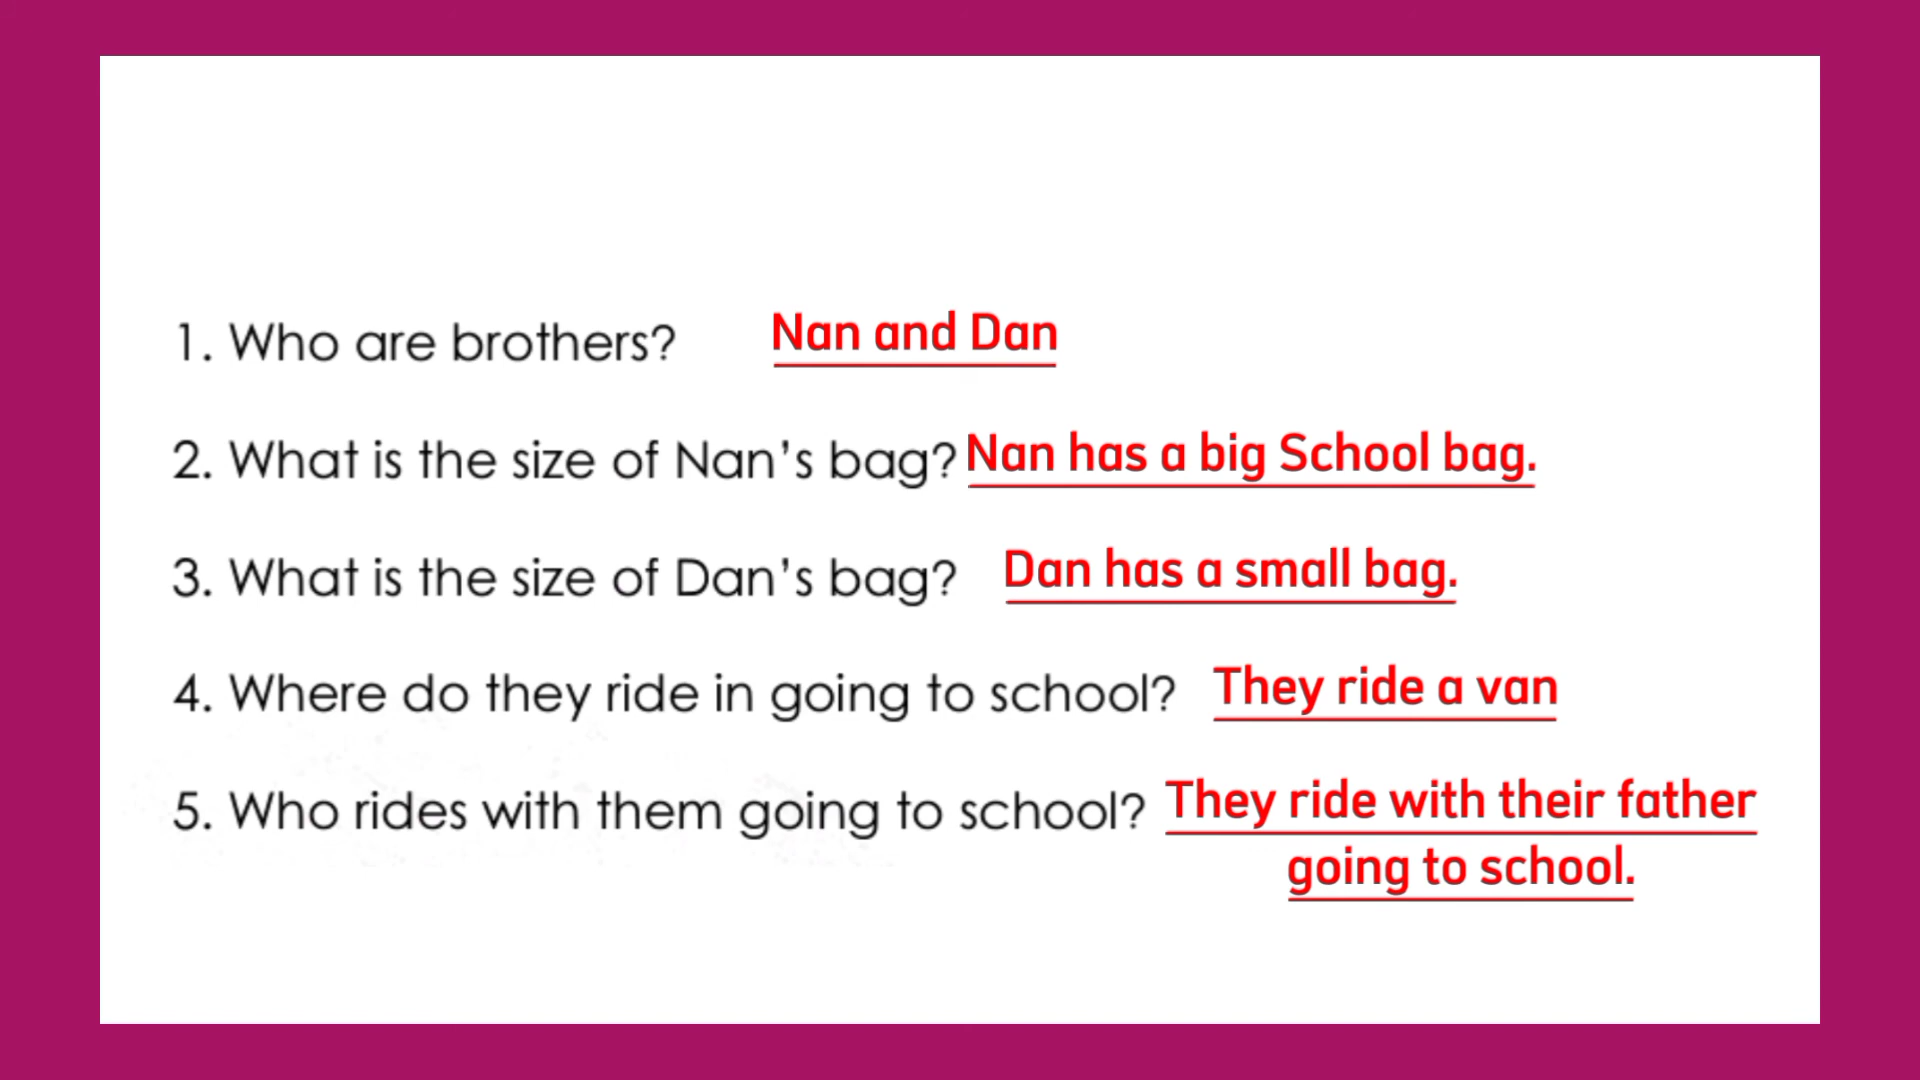 1. Who are brothers? Nan and Dan
2. What is the size of Nan's bag? Nan has a big School bag.
3. What is the size of Dan's bag? Dan has a small bag.
4. Where do they ride in going to school? They ride a van
5. Who rides with them going to school? They ride with their father
going to school.